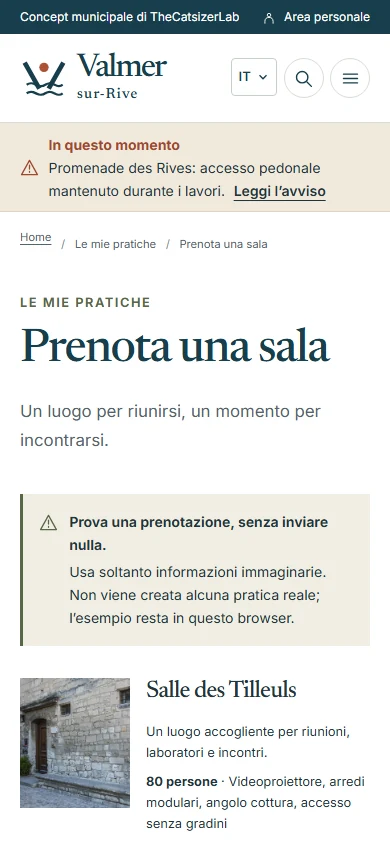 Concept municipale di TheCatsizerLab
Area personale
Valmer
sur-Rive
IT
In questo momento
Promenade des Rives: accesso pedonale
mantenuto durante i lavori. Leggi l’avviso
Home / Le mie pratiche / Prenota una sala
LE MIE PRATICHE
Prenota una sala
Un luogo per riunirsi, un momento per
incontrarsi.
Prova una prenotazione, senza inviare
nulla.
Usa soltanto informazioni immaginarie.
Non viene creata alcuna pratica reale;
l’esempio resta in questo browser.
Salle des Tilleuls
Un luogo accogliente per riunioni,
laboratori e incontri.
80 persone · Videoproiettore, arredi
modulari, angolo cottura, accesso
senza gradini